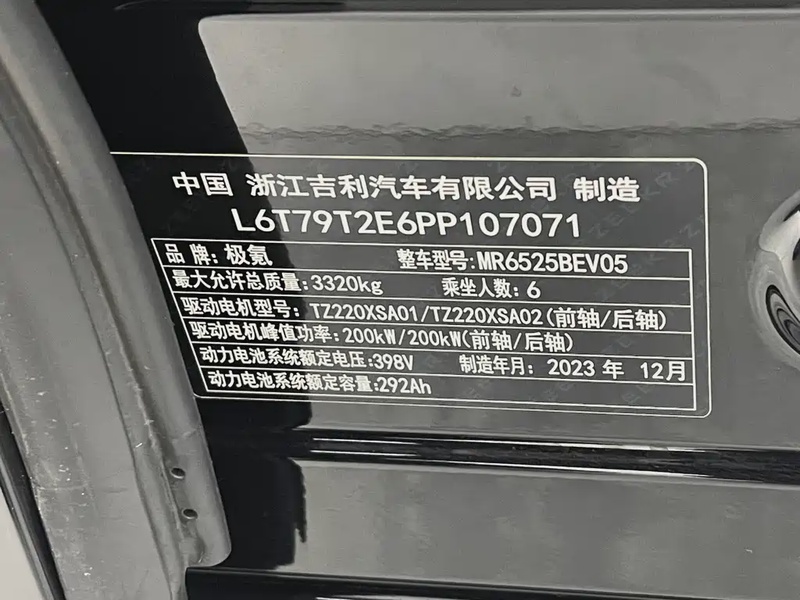 中国 浙江吉利汽车有限公司 制造
L6T79T2E6PP107071
品牌:极氪 整车型号:MR6525BEV05
最大允许总质量:3320kg 乘坐人数:6
驱动电机型号:TZ220XSA01/TZ220XSA02(前轴/后轴)
驱动电机峰值功率:200kW/200kW(前轴/后轴)
动力电池系统额定电压:398V 制造年月:2023年 12月
动力电池系统额定容量:292Ah